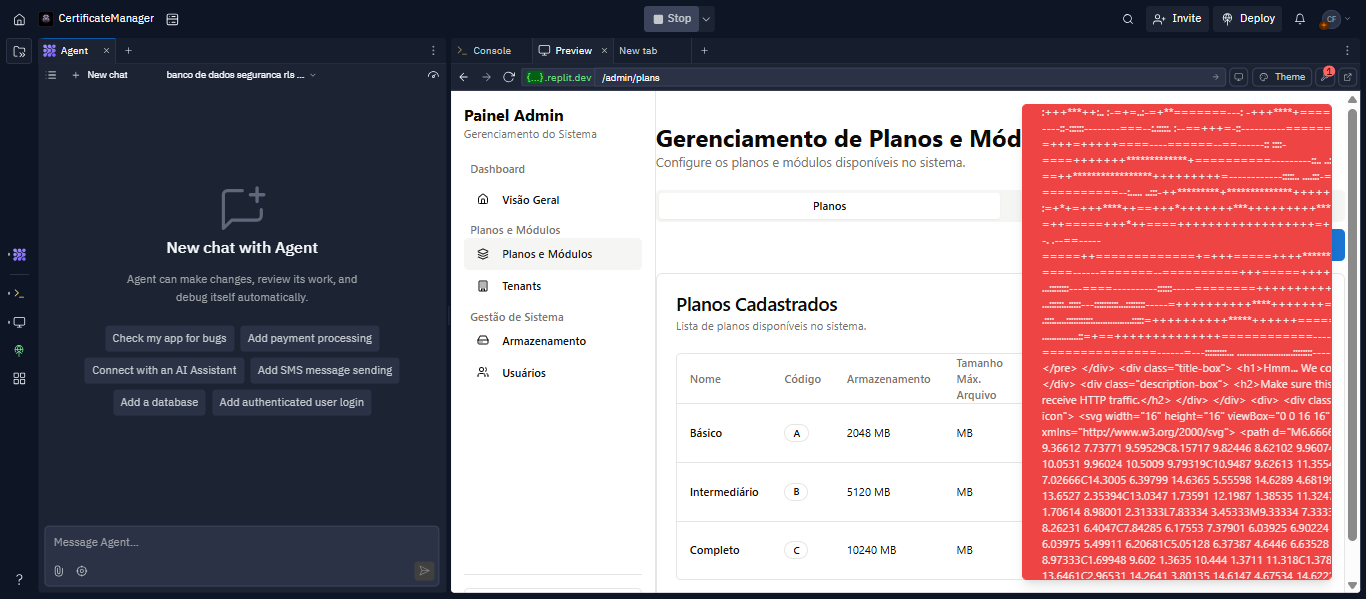 CertificateManager
Stop
Invite
Deploy
CF
Agent
Console
Preview
New tab
New chat
banco de dados seguranca rls ...
{...}.replit.dev
/admin/plans
Theme
1
New chat with Agent
Agent can make changes, review its work, and
debug itself automatically.
Check my app for bugs
Add payment processing
Connect with an AI Assistant
Add SMS message sending
Add a database
Add authenticated user login
Message Agent...
?
Painel Admin
Gerenciamento do Sistema
Dashboard
Visão Geral
Planos e Módulos
Planos e Módulos
Tenants
Gestão de Sistema
Armazenamento
Usuários
Gerenciamento de Planos e Mód
Configure os planos e módulos disponíveis no sistema.
Planos
Planos Cadastrados
Lista de planos disponíveis no sistema.
Nome
Código
Armazenamento
Tamanho
Máx.
Arquivo
Básico
A
2048 MB
MB
Intermediário
B
5120 MB
MB
Completo
C
10240 MB
MB
</pre> </div> <div class="title-box"> <h1>Hmm... We co
</div> <div class="description-box"> <h2>Make sure this
receive HTTP traffic.</h2> </div> </div> <div> <div clas
icon"> <svg width="16" height="16" viewBox="0 0 16 16"
xmlns="http://www.w3.org/2000/svg"> <path d="M6.6666
9.36612 7.73771 9.59529C8.15717 9.82446 8.62102 9.96074
10.0531 9.96024 10.5009 9.79319C10.9487 9.62613 11.3554
7.02666C14.3005 6.39799 14.6365 5.55598 14.6289 4.68199
13.6527 2.35394C13.0347 1.73591 12.1987 1.38535 11.3247
1.70614 8.98001 2.31333L7.83334 3.45333M9.33334 7.3333
8.26231 6.4047C7.84285 6.17553 7.37901 6.03925 6.90224
6.03975 5.49911 6.20681C5.05128 6.37387 4.6446 6.63528
8.97333C1.69948 9.602 1.3635 10.444 1.3711 11.318C1.378
13.6461C2.96531 14.2641 3.80135 14.6147 4.67534 14.6222